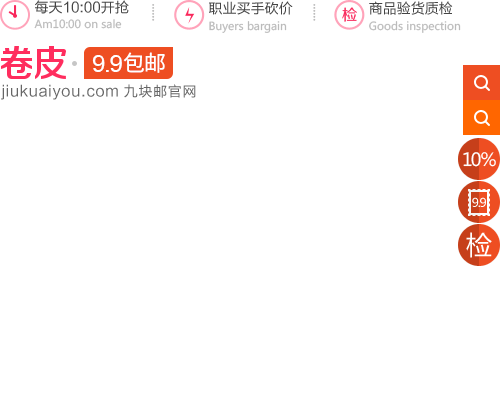 每天10:00开抢 职业买手砍价 商品验货质检
Am10:00 on sale Buyers bargain 检 Goods inspection
卷皮·9.9包邮
jiukuaiyou.com 九块邮官网
10%
9.9
检